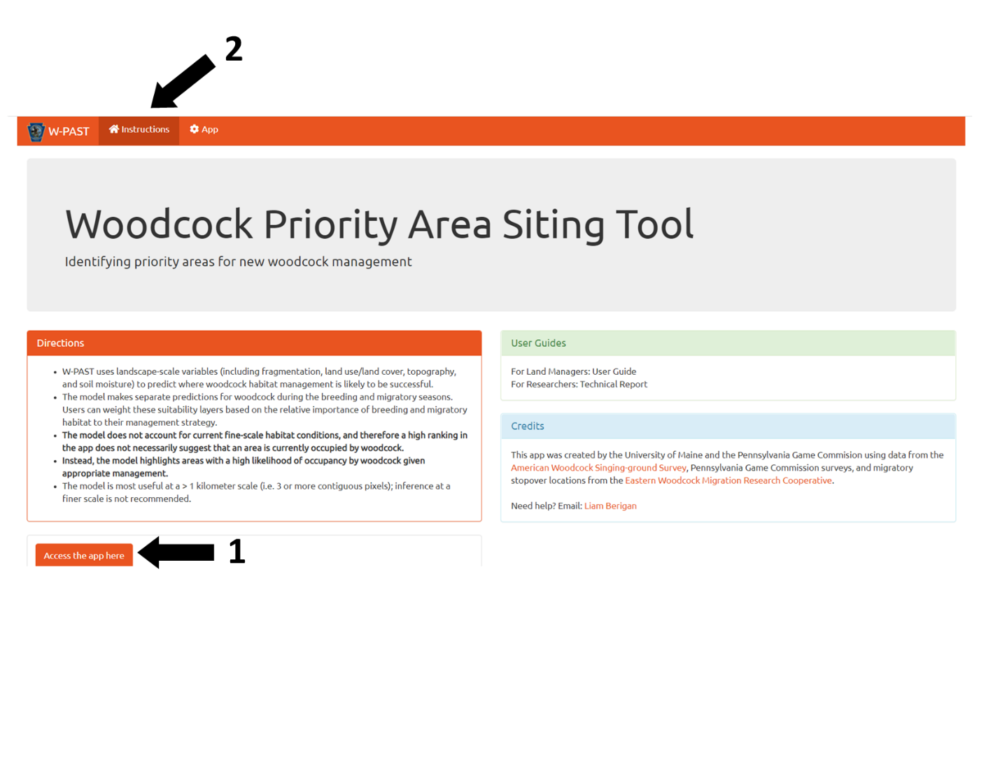 2
W-PAST Instructions App
Woodcock Priority Area Siting Tool
Identifying priority areas for new woodcock management
Directions
• W-PAST uses landscape-scale variables (including fragmentation, land use/land cover, topography,
and soil moisture) to predict where woodcock habitat management is likely to be successful.
• The model makes separate predictions for woodcock during the breeding and migratory seasons.
Users can weight these suitability layers based on the relative importance of breeding and migratory
habitat to their management strategy.
• The model does not account for current fine-scale habitat conditions, and therefore a high ranking in
the app does not necessarily suggest that an area is currently occupied by woodcock.
• Instead, the model highlights areas with a high likelihood of occupancy by woodcock given
appropriate management.
• The model is most useful at a > 1 kilometer scale (i.e. 3 or more contiguous pixels); inference at a
finer scale is not recommended.
Access the app here
1
User Guides
For Land Managers: User Guide
For Researchers: Technical Report
Credits
This app was created by the University of Maine and the Pennsylvania Game Commision using data from the
American Woodcock Singing-ground Survey, Pennsylvania Game Commission surveys, and migratory
stopover locations from the Eastern Woodcock Migration Research Cooperative.
Need help? Email: Liam Berigan